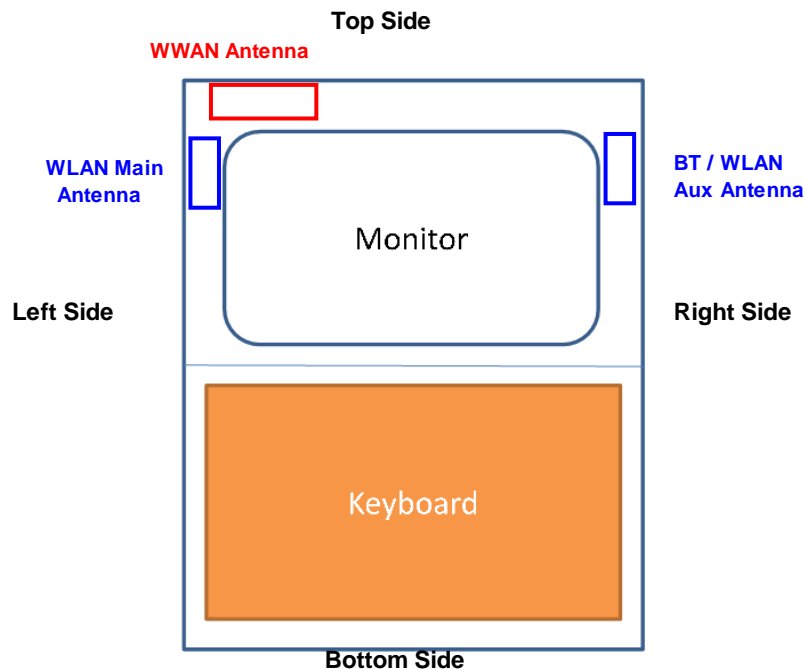 Top Side
WWAN Antenna
WLAN Main
Antenna
BT / WLAN
Aux Antenna
Monitor
Left Side
Right Side
Keyboard
Bottom Side